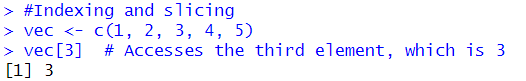 > #Indexing and slicing
> vec <- c(1, 2, 3, 4, 5)
> vec[3]  # Accesses the third element, which is 3
[1] 3